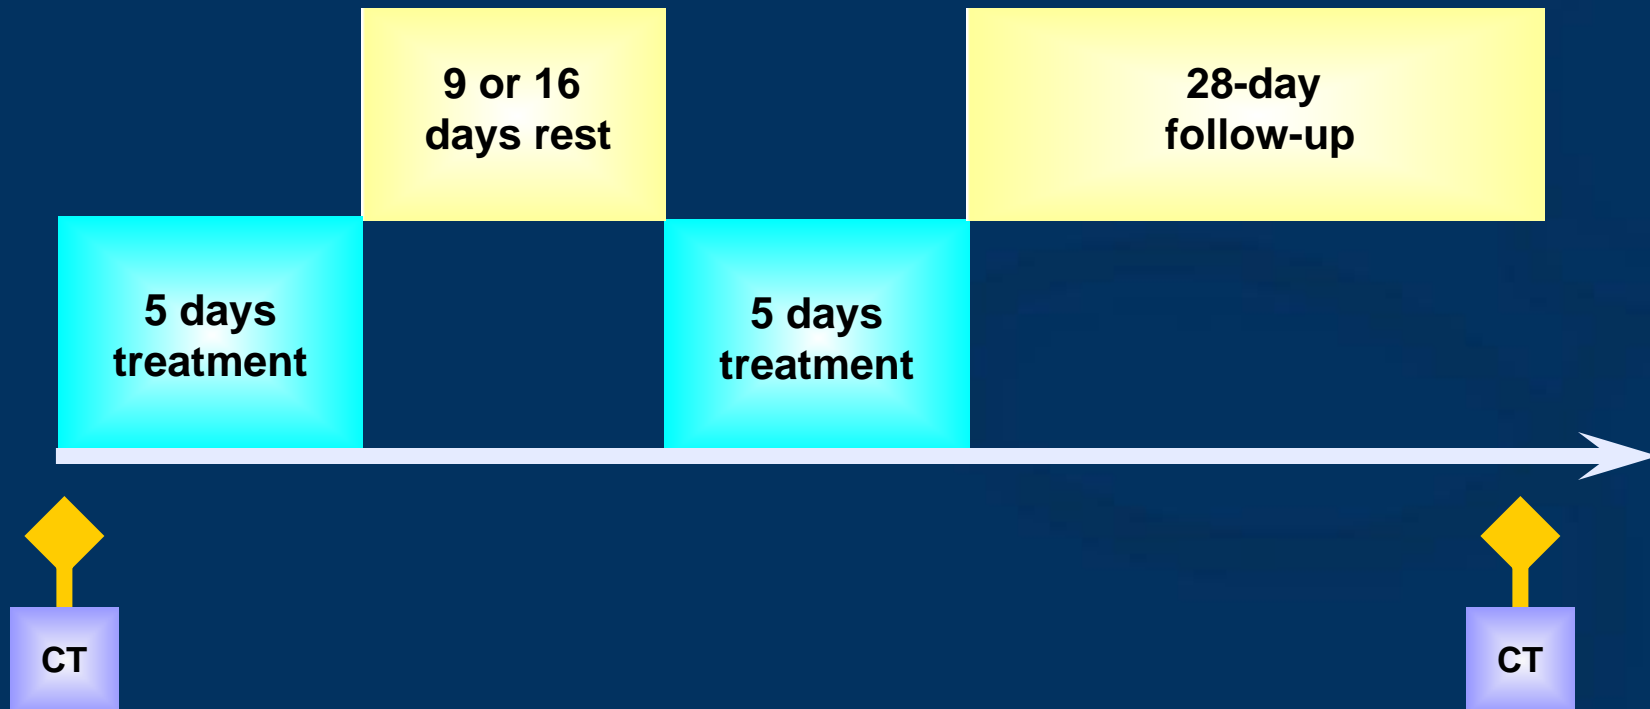 9 or 16
days rest
28-day
follow-up
5 days
treatment
5 days
treatment
CT
CT